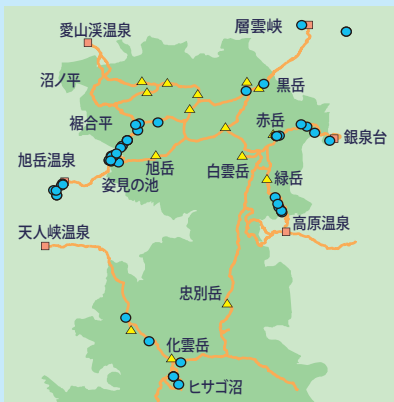 層雲峡
愛山渓温泉
沼ノ平
黒岳
裾合平
赤岳
銀泉台
旭岳温泉
旭岳
白雲岳
姿見の池
緑岳
高原温泉
天人峡温泉
忠別岳
化雲岳
ヒサゴ沼